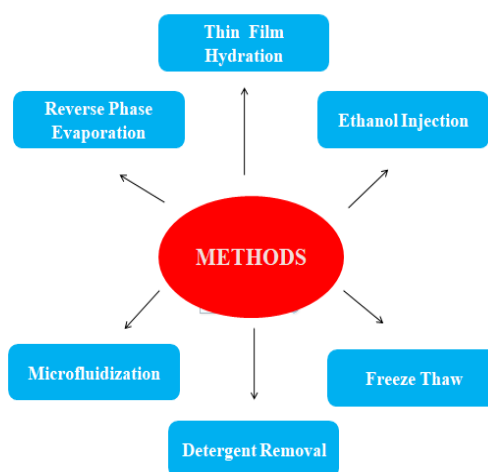 Thin Film
Hydration
Reverse Phase
Evaporation
Ethanol Injection
METHODS
Microfluidization
Freeze Thaw
Detergent Removal